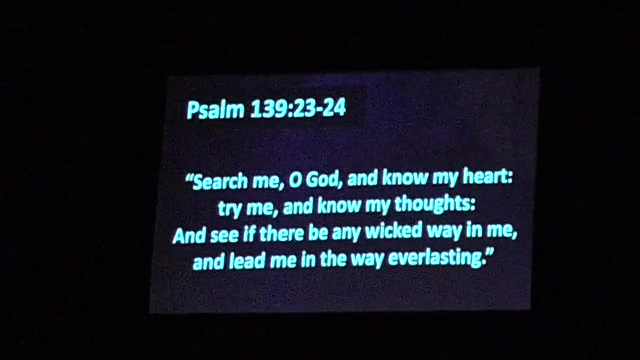 Psalm 139:23-24
“Search me, O God, and know my heart:
try me, and know my thoughts:
And see if there be any wicked way in me,
and lead me in the way everlasting.”